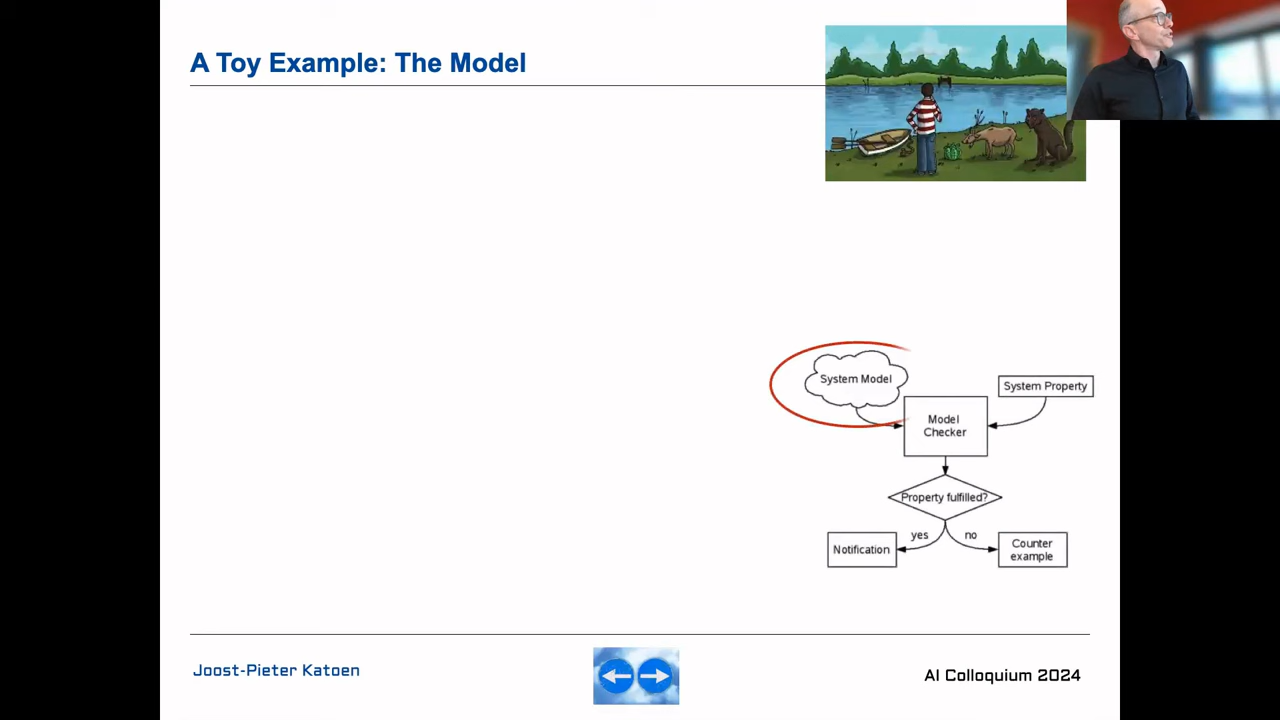 A Toy Example: The Model
System Model
System Property
Model
Checker
Property fulfilled?
yes
no
Notification
Counter
example
Joost-Pieter Katoen
AI Colloquium 2024